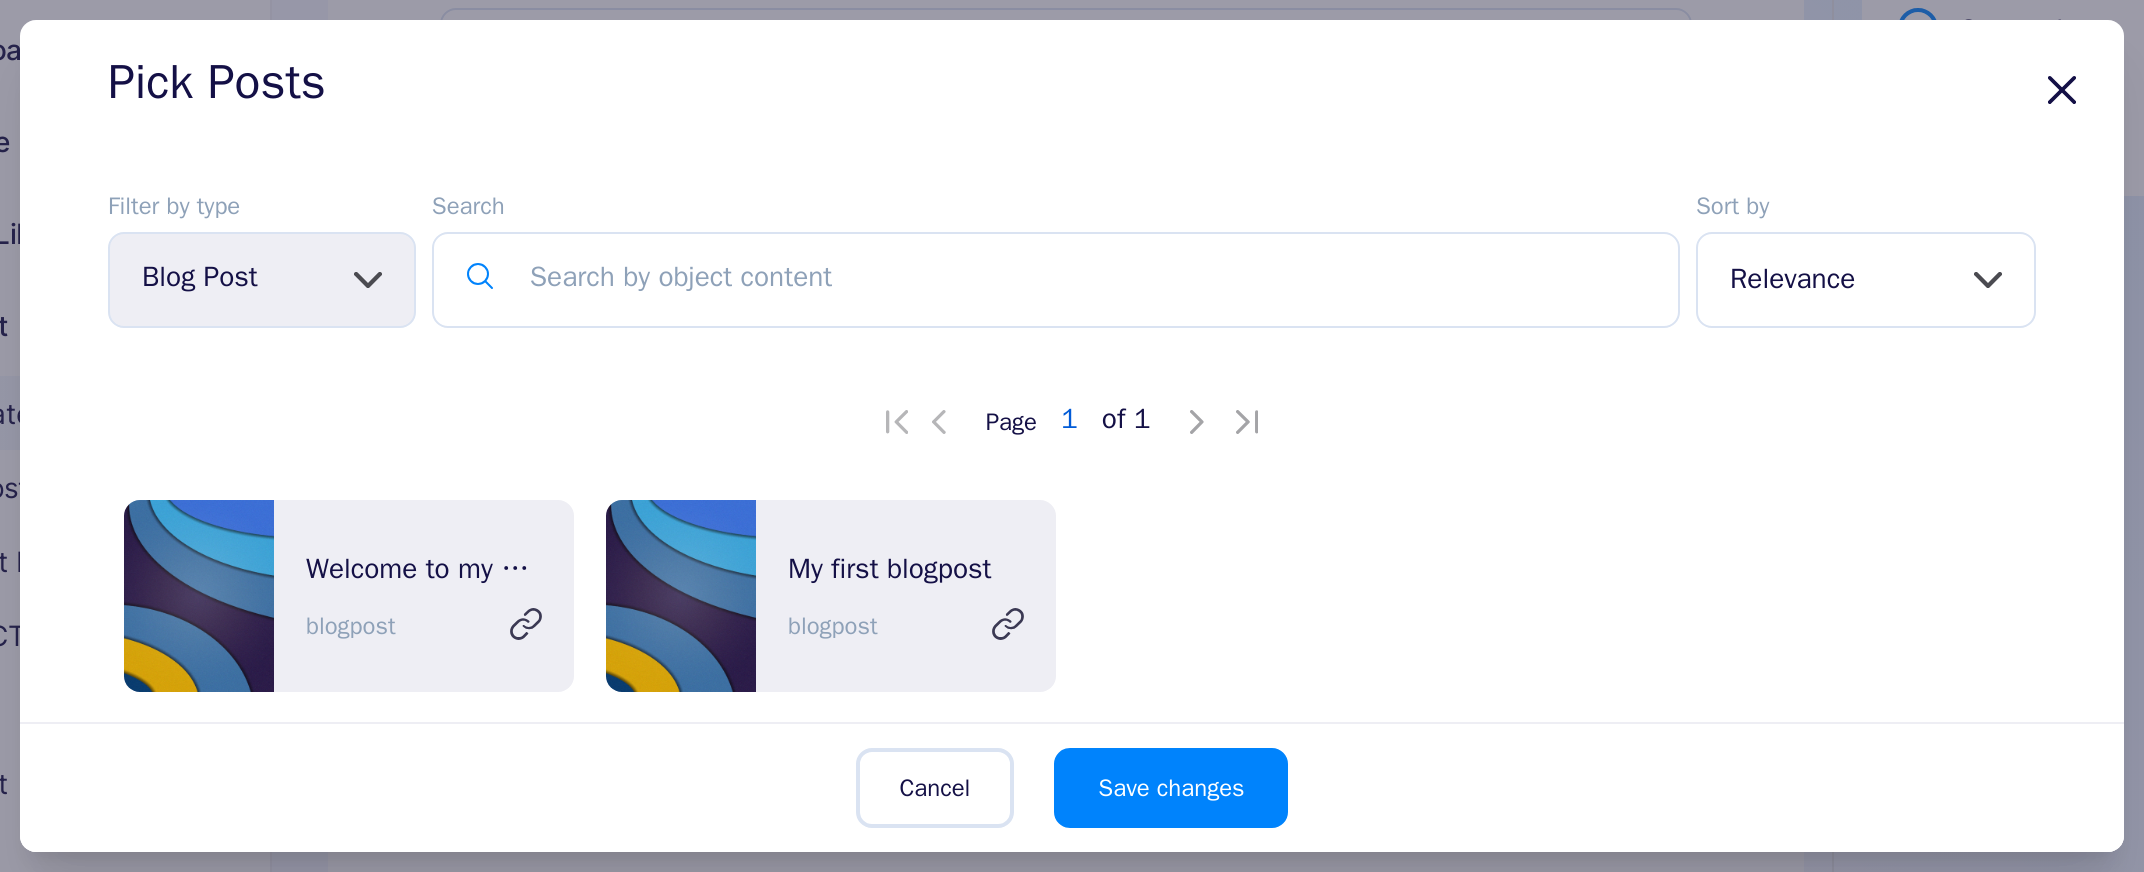 Pick Posts
Filter by type
Search
Sort by
Blog Post
Search by object content
Relevance
Page 1 of 1
Welcome to my ···
blogpost
My first blogpost
blogpost
Cancel
Save changes